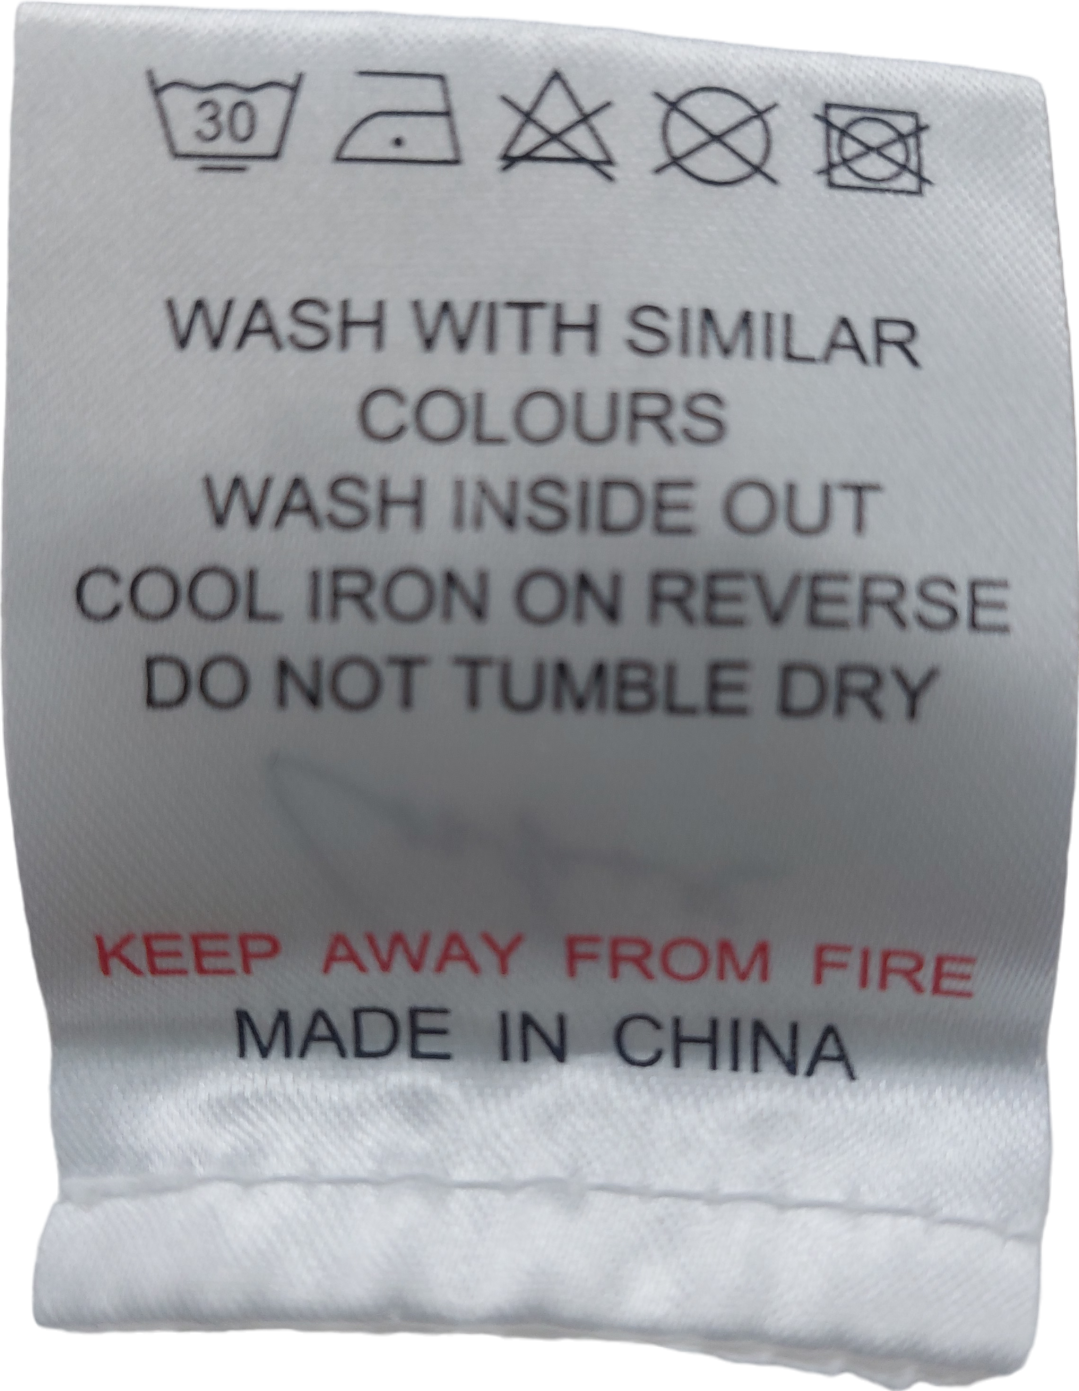 30
WASH WITH SIMILAR
COLOURS
WASH INSIDE OUT
COOL IRON ON REVERSE
DO NOT TUMBLE DRY
KEEP AWAY FROM FIRE
MADE IN CHINA